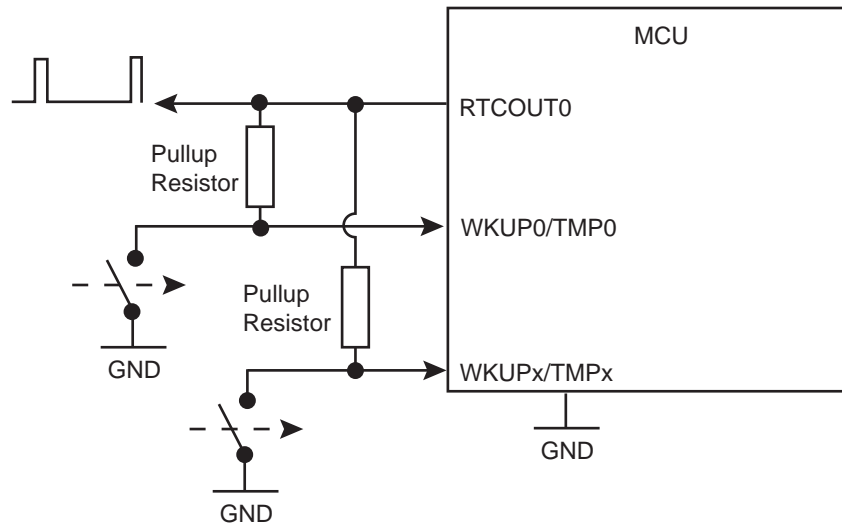 MCU
RTCOUT0
Pullup
Resistor
WKUP0/TMP0
Pullup
Resistor
GND
WKUPx/TMPx
GND
GND